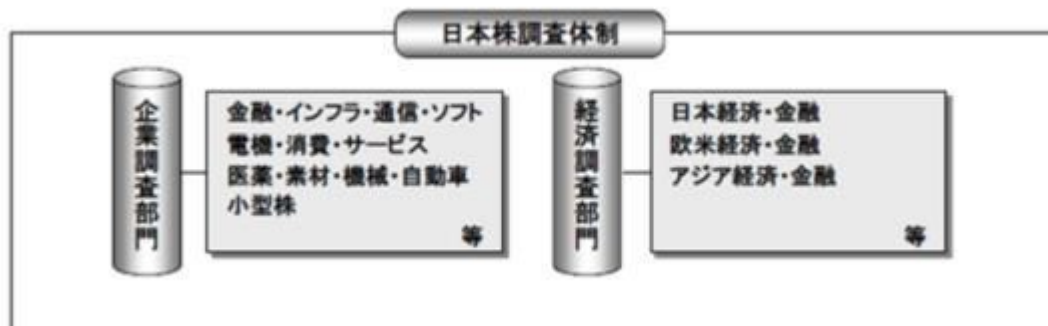 日本株調査体制
企業調査部門
金融・インフラ・通信・ソフト
電機・消費・サービス
医薬・素材・機械・自動車
小型株
等
経済調査部門
日本経済・金融
欧米経済・金融
アジア経済・金融
等